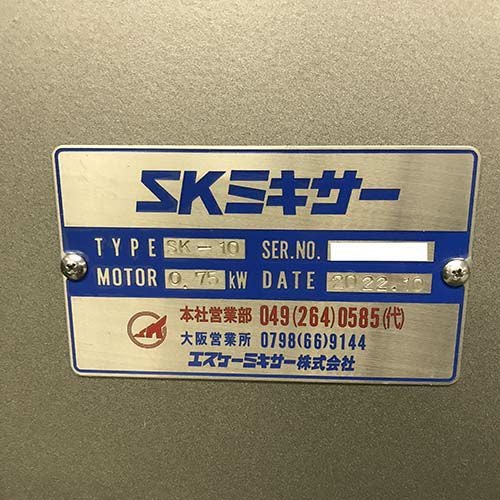 SKミキサー
TYPE SK-10 SER.NO.
MOTOR 0.75 kW DATE 2022.10
本社営業部 049(264)0585(代)
大阪営業所 0798(66)9144
エスケーミキサー株式会社